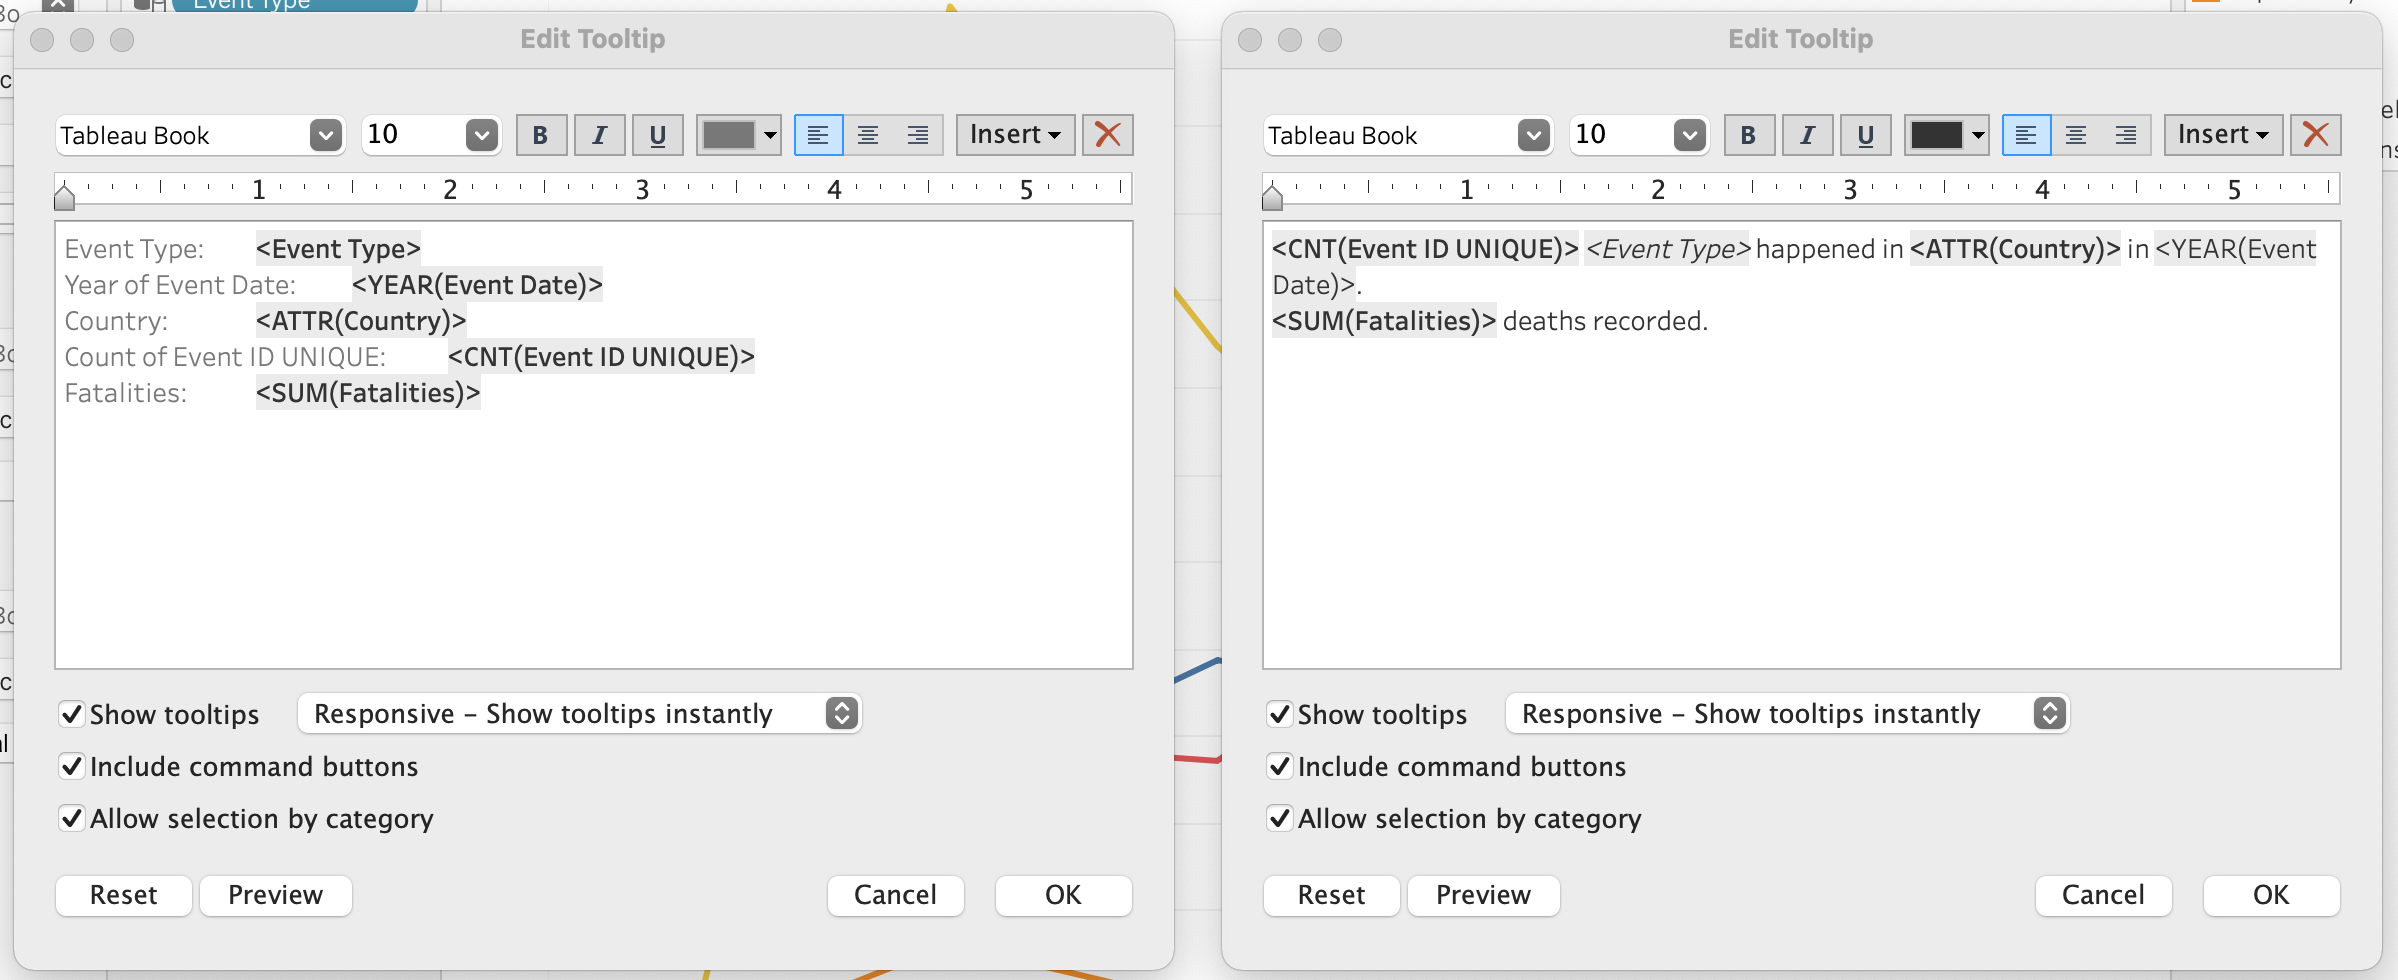 Event Type
Edit Tooltip
Tableau Book 10 B I U Insert
1 2 3 4 5
Event Type: <Event Type>
Year of Event Date: <YEAR(Event Date)>
Country: <ATTR(Country)>
Count of Event ID UNIQUE: <CNT(Event ID UNIQUE)>
Fatalities: <SUM(Fatalities)>
Show tooltips Responsive – Show tooltips instantly
Include command buttons
Allow selection by category
Reset Preview Cancel OK
Edit Tooltip
Tableau Book 10 B I U Insert
1 2 3 4 5
<CNT(Event ID UNIQUE)> <Event Type> happened in <ATTR(Country)> in <YEAR(Event
Date)>.
<SUM(Fatalities)> deaths recorded.
Show tooltips Responsive – Show tooltips instantly
Include command buttons
Allow selection by category
Reset Preview Cancel OK